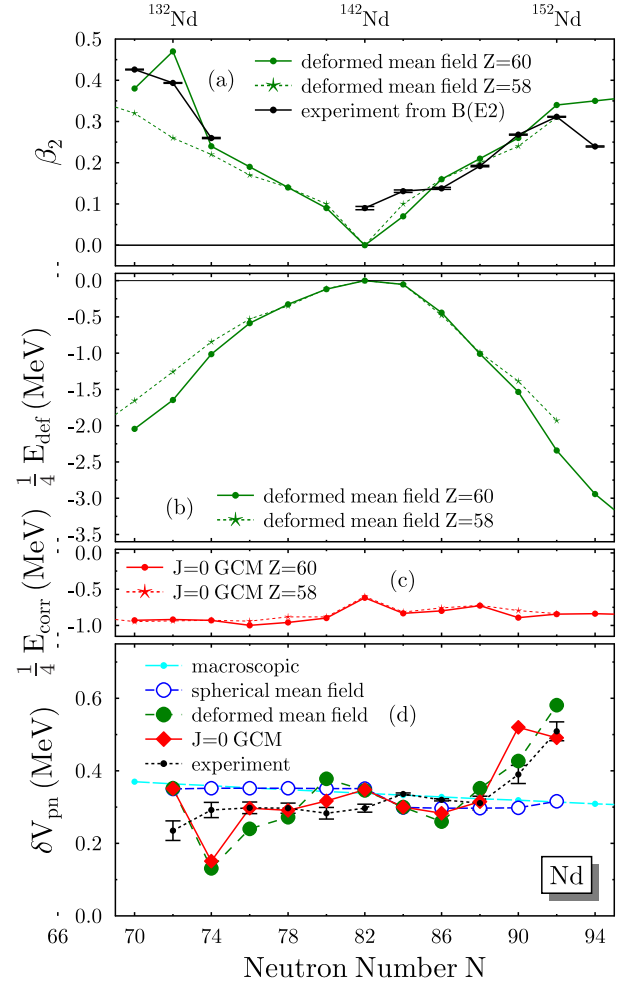 ¹³²Nd ¹⁴²Nd ¹⁵²Nd
0.5
0.4
0.3
0.2
0.1
0.0
β₂
(a)
deformed mean field Z=60
deformed mean field Z=58
experiment from B(E2)
0.0
-0.5
-1.0
-1.5
-2.0
-2.5
-3.0
-3.5
¼ E_def (MeV)
(b)
deformed mean field Z=60
deformed mean field Z=58
0.0
-0.5
-1.0
¼ E_corr (MeV)
J=0 GCM Z=60
J=0 GCM Z=58
(c)
0.6
0.4
0.2
0.0
δV_pn (MeV)
macroscopic
spherical mean field
deformed mean field
J=0 GCM
experiment
(d)
Nd
66 70 74 78 82 86 90 94
Neutron Number N